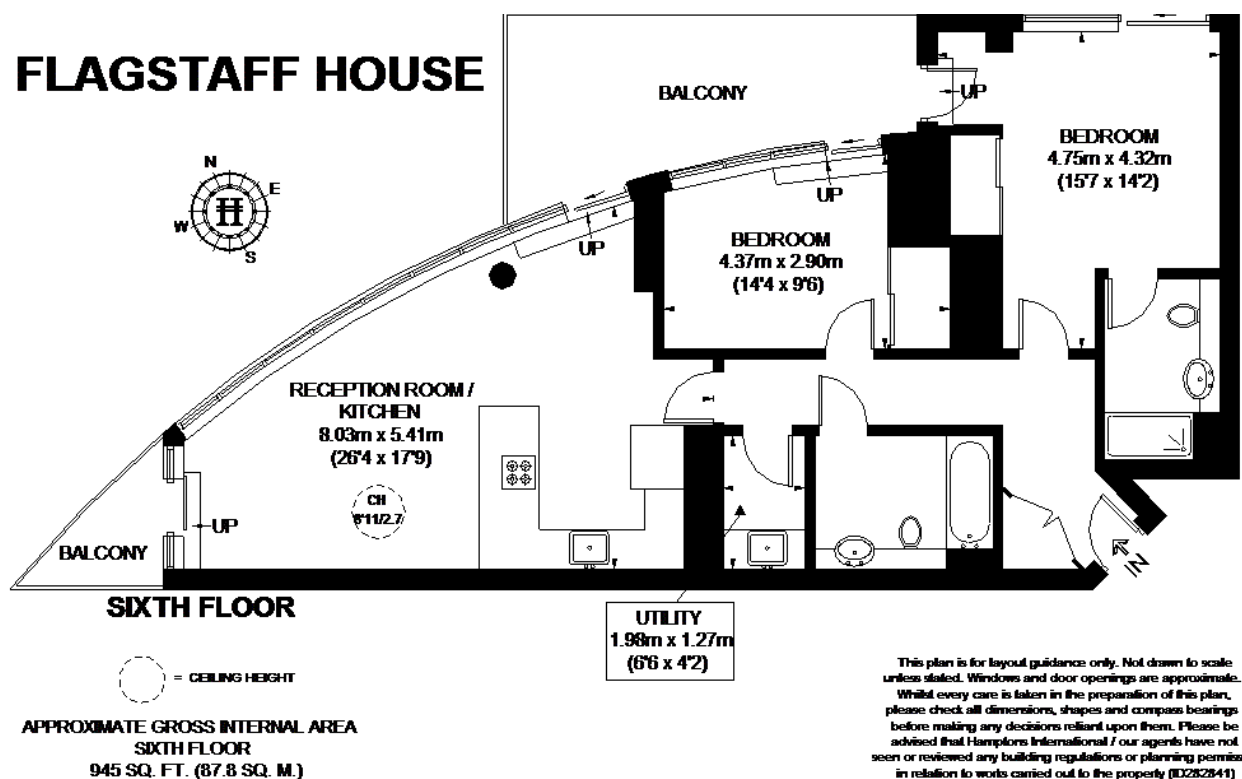 FLAGSTAFF HOUSE
N
E
W
S
H
BALCONY
UP
BEDROOM
4.75m x 4.32m
(15'7 x 14'2)
UP
UP
BEDROOM
4.37m x 2.90m
(14'4 x 9'6)
RECEPTION ROOM /
KITCHEN
8.03m x 5.41m
(26'4 x 17'9)
CH
8'11/2.7
UP
BALCONY
IN
SIXTH FLOOR
UTILITY
1.98m x 1.27m
(6'6 x 4'2)
= CEILING HEIGHT
APPROXIMATE GROSS INTERNAL AREA
SIXTH FLOOR
945 SQ. FT. (87.8 SQ. M.)
This plan is for layout guidance only. Not drawn to scale
unless stated. Windows and door openings are approximate.
Whilst every care is taken in the preparation of this plan,
please check all dimensions, shapes and compass bearings
before making any decisions reliant upon them. Please be
advised that Hamptons International / our agents have not
seen or reviewed any building regulations or planning permiss
in relation to works carried out to the property (ID282841)